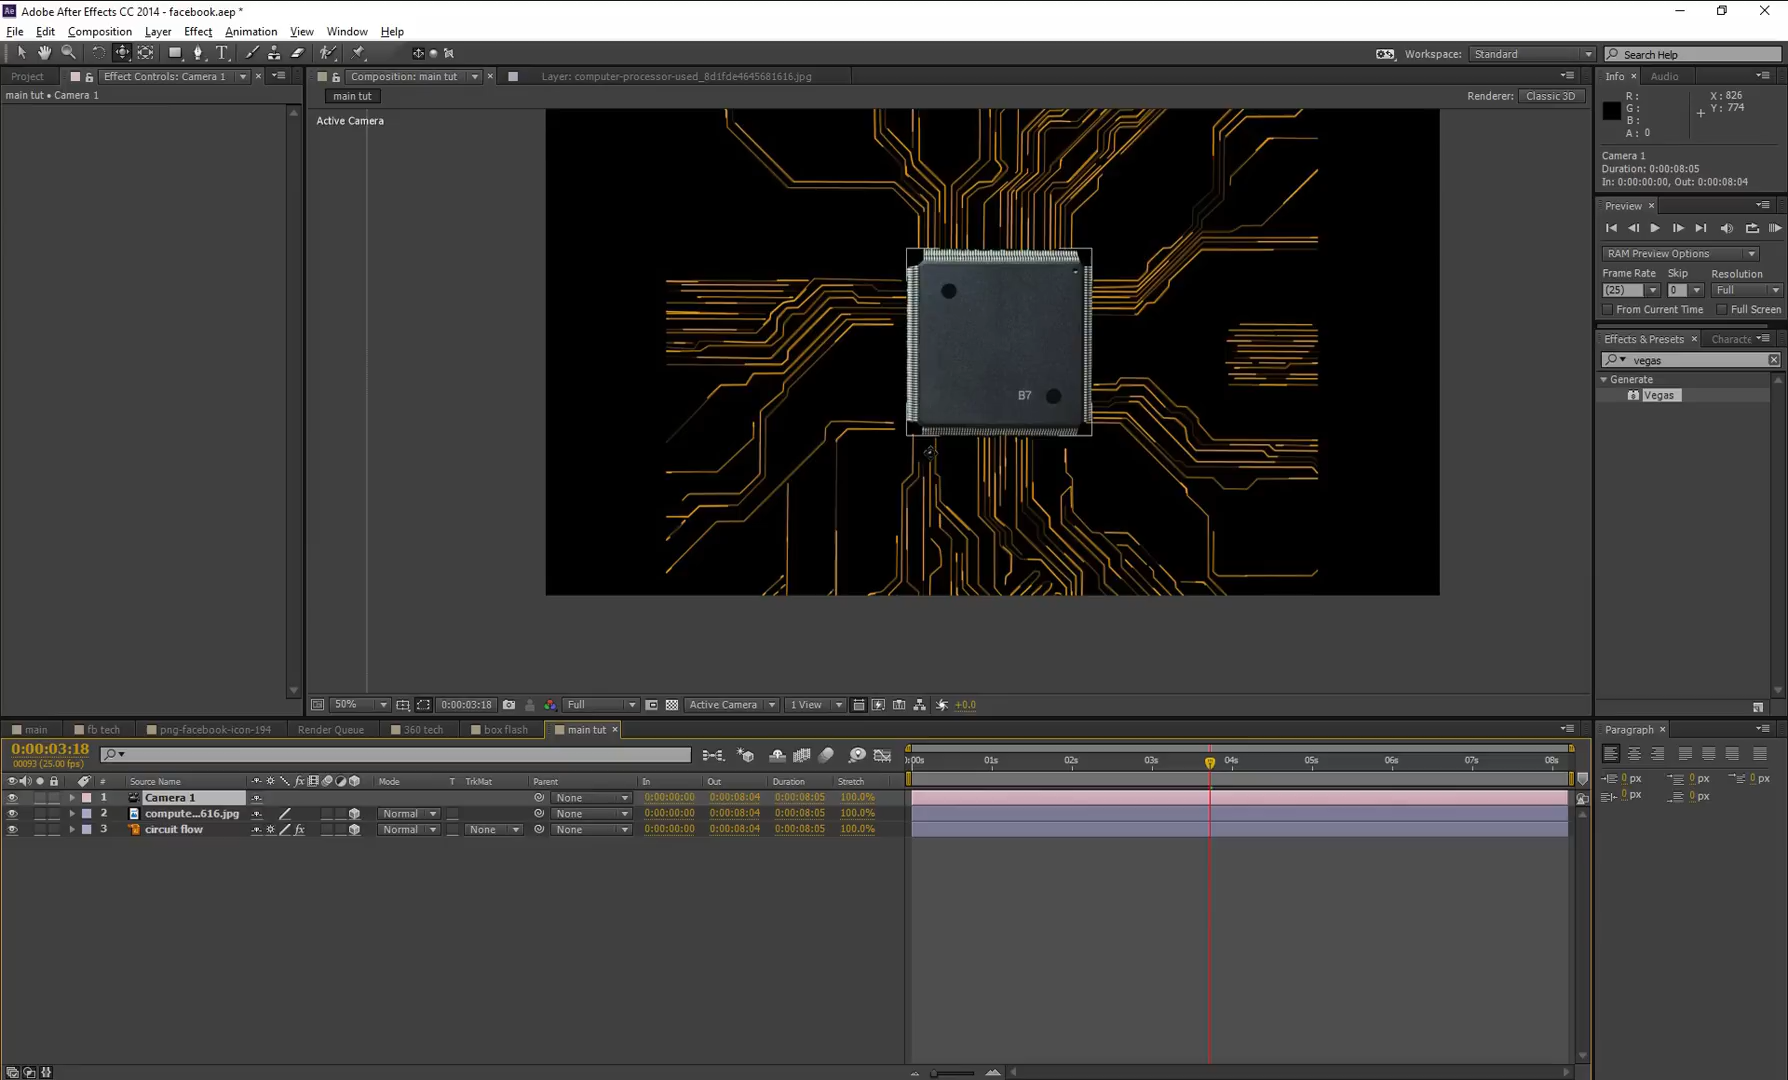 Ae Adobe After Effects CC 2014 - facebook.aep *
File Edit Composition Layer Effect Animation View Window Help
Workspace: Standard Search Help
Project Effect Controls: Camera 1 Composition: main tut Layer: computer-processor-used_8d1fde4645681616.jpg Info Audio
main tut • Camera 1
main tut
Renderer: Classic 3D
Active Camera
R:
G:
B:
A: 0
X: 826
Y: 774
Camera 1
Duration: 0:00:08:05
In: 0:00:00:00, Out: 0:00:08:04
Preview
RAM Preview Options
Frame Rate Skip Resolution
(25) 0 Full
From Current Time Full Screen
Effects & Presets Characte
vegas
Generate
Vegas
B7
50% 0:00:03:18 Full Active Camera 1 View +0.0
main fb tech png-facebook-icon-194 Render Queue 360 tech box flash main tut
0:00:03:18
00093 (25.00 fps)
# Source Name Mode T TrkMat Parent In Out Duration Stretch
:00s 01s 02s 03s 04s 05s 06s 07s 08s
1 Camera 1 None 0:00:00:00 0:00:08:04 0:00:08:05 100.0%
2 compute...616.jpg Normal None 0:00:00:00 0:00:08:04 0:00:08:05 100.0%
3 circuit flow Normal None None 0:00:00:00 0:00:08:04 0:00:08:05 100.0%
Paragraph
0 px 0 px 0 px
0 px 0 px